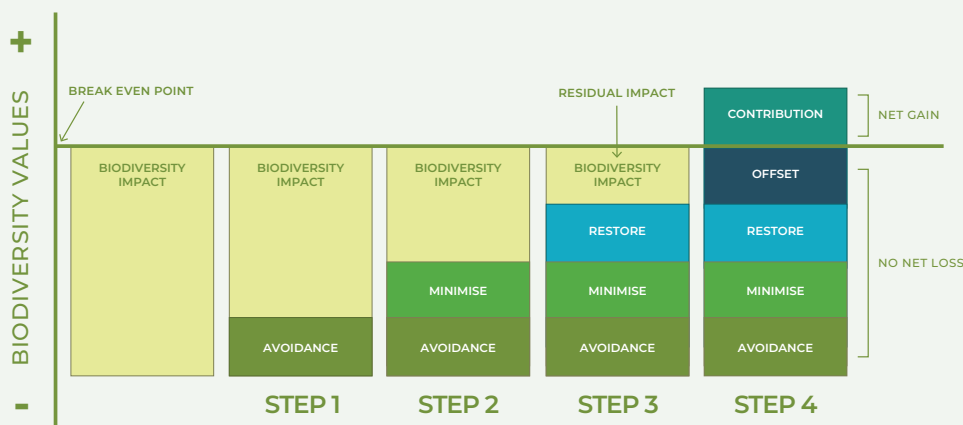 +
BIODIVERSITY VALUES
-
BREAK EVEN POINT
RESIDUAL IMPACT
CONTRIBUTION
NET GAIN
BIODIVERSITY
IMPACT
BIODIVERSITY
IMPACT
BIODIVERSITY
IMPACT
BIODIVERSITY
IMPACT
OFFSET
RESTORE
RESTORE
NO NET LOSS
MINIMISE
MINIMISE
MINIMISE
AVOIDANCE
AVOIDANCE
AVOIDANCE
AVOIDANCE
STEP 1
STEP 2
STEP 3
STEP 4